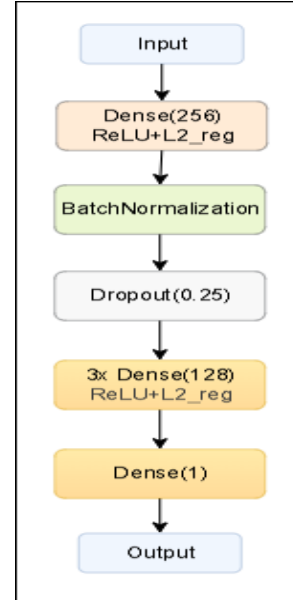 Input
Dense(256)
ReLU+L2_reg
BatchNormalization
Dropout(0.25)
3x Dense(128)
ReLU+L2_reg
Dense(1)
Output